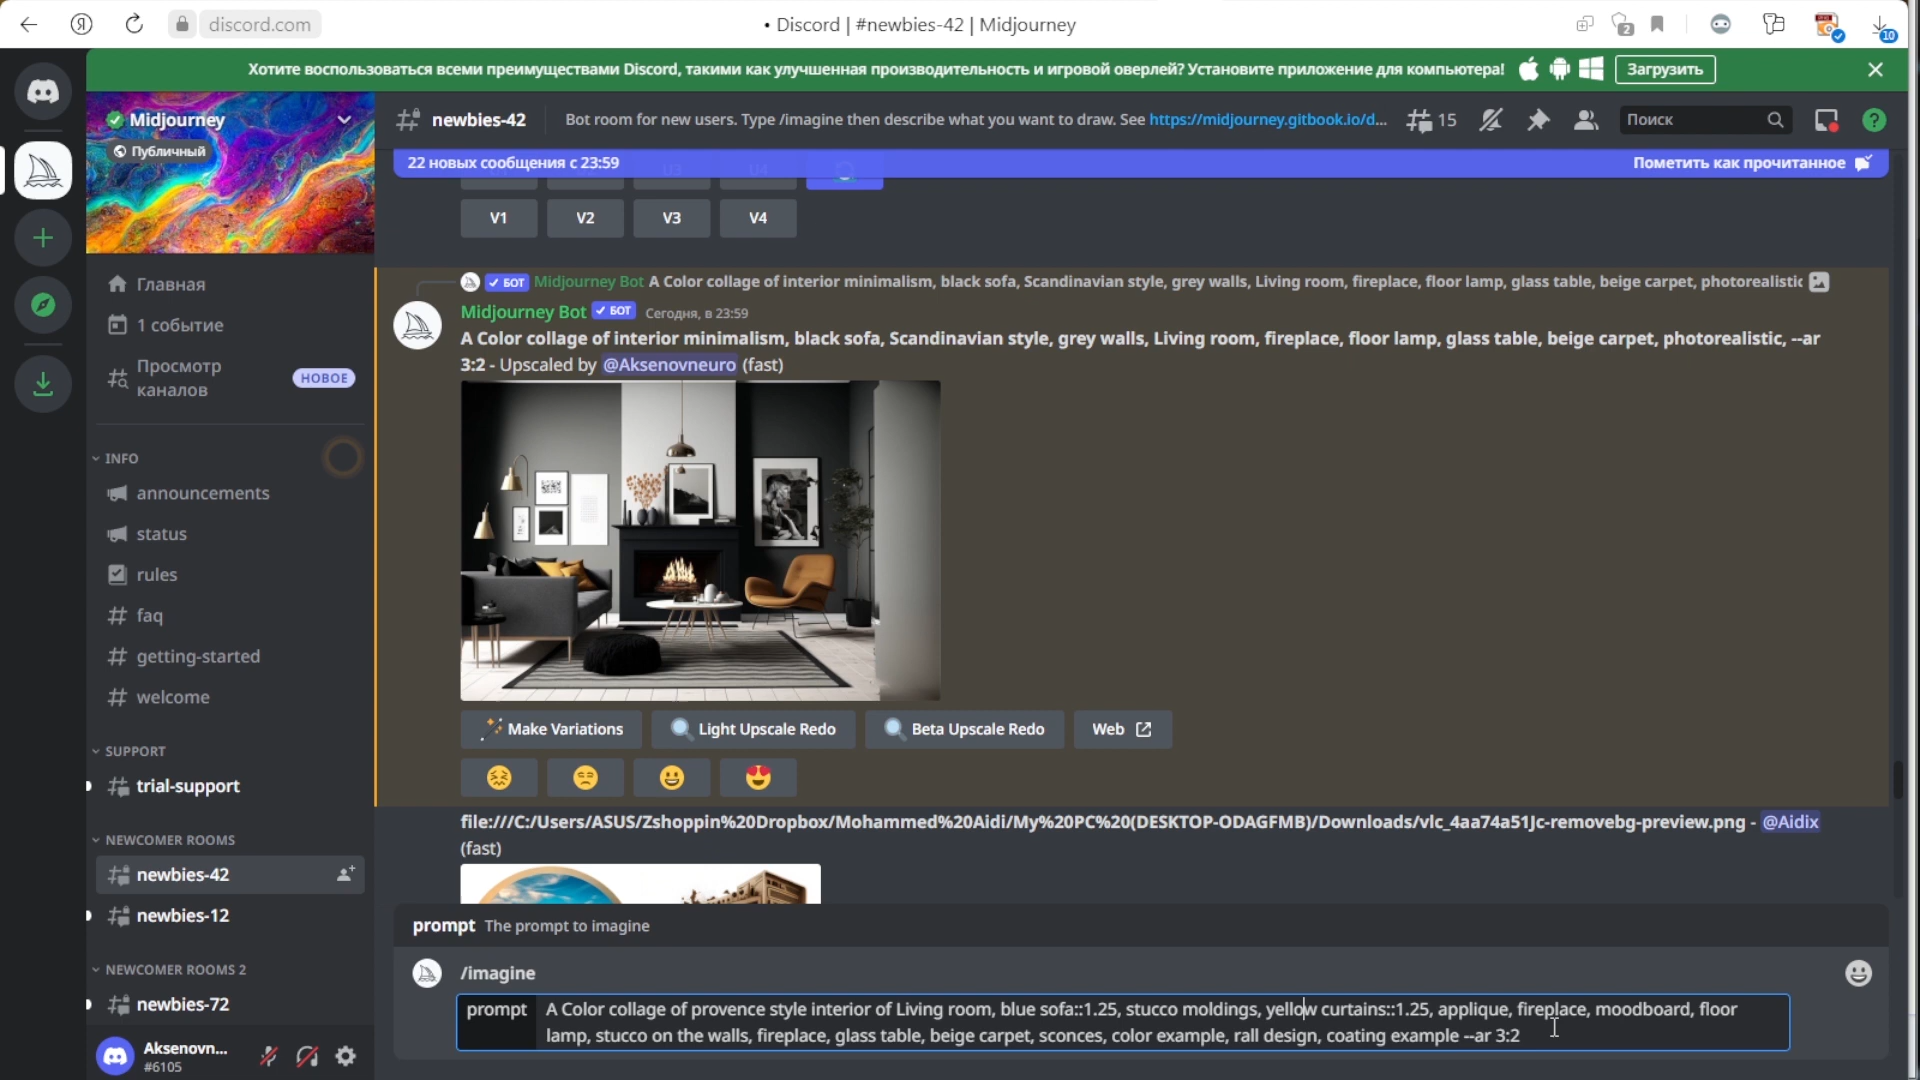 discord.com
• Discord | #newbies-42 | Midjourney
2
10
Хотите воспользоваться всеми преимуществами Discord, такими как улучшенная производительность и игровой оверлей? Установите приложение для компьютера!
Загрузить
Midjourney
Публичный
newbies-42
Bot room for new users. Type /imagine then describe what you want to draw. See https://midjourney.gitbook.io/d...
15
Поиск
22 новых сообщения с 23:59
Пометить как прочитанное
U3
U4
V1
V2
V3
V4
Главная
1 событие
Просмотр
каналов
НОВОЕ
INFO
announcements
status
rules
faq
getting-started
welcome
SUPPORT
trial-support
NEWCOMER ROOMS
newbies-42
newbies-12
NEWCOMER ROOMS 2
newbies-72
Aksenovn...
#6105
БОТ Midjourney Bot A Color collage of interior minimalism, black sofa, Scandinavian style, grey walls, Living room, fireplace, floor lamp, glass table, beige carpet, photorealistic
Midjourney Bot БОТ Сегодня, в 23:59
A Color collage of interior minimalism, black sofa, Scandinavian style, grey walls, Living room, fireplace, floor lamp, glass table, beige carpet, photorealistic, --ar
3:2 - Upscaled by @Aksenovneuro (fast)
Make Variations
Light Upscale Redo
Beta Upscale Redo
Web
file:///C:/Users/ASUS/Zshoppin%20Dropbox/Mohammed%20Aidi/My%20PC%20(DESKTOP-ODAGFMB)/Downloads/vlc_4aa74a51Jc-removebg-preview.png - @Aidix
(fast)
prompt The prompt to imagine
/imagine
prompt A Color collage of provence style interior of Living room, blue sofa::1.25, stucco moldings, yellow curtains::1.25, applique, fireplace, moodboard, floor
lamp, stucco on the walls, fireplace, glass table, beige carpet, sconces, color example, rall design, coating example --ar 3:2